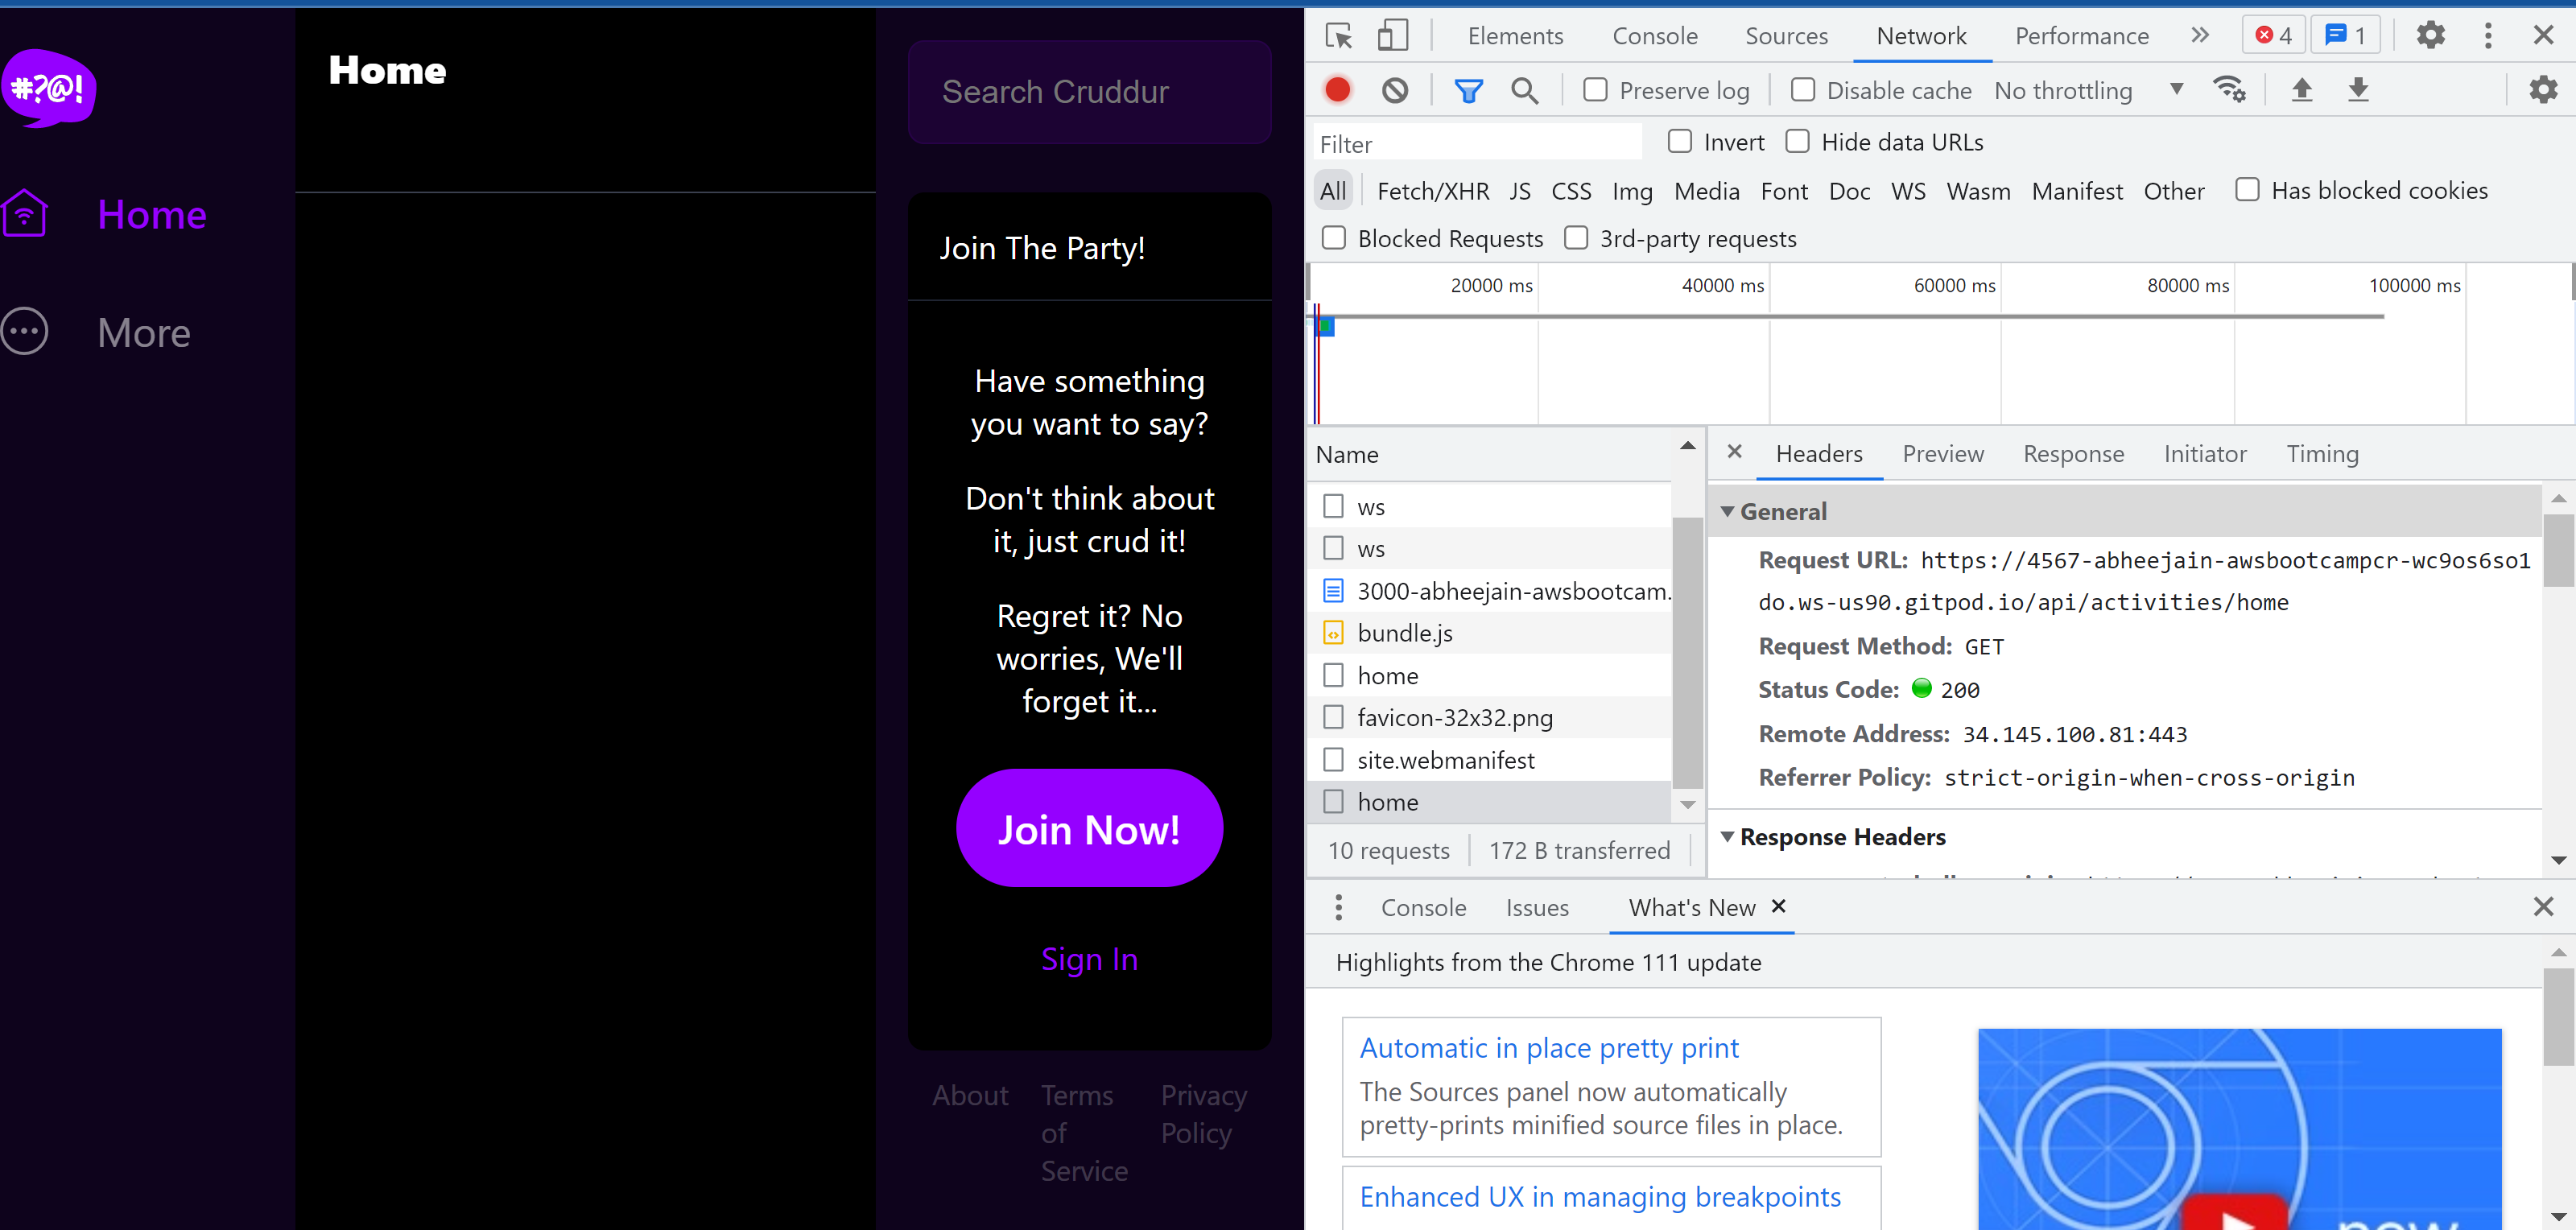 #?@!
Home
More
Home
Search Cruddur
Join The Party!
Have something
you want to say?
Don't think about
it, just crud it!
Regret it? No
worries, We'll
forget it...
Join Now!
Sign In
About
Terms
of
Service
Privacy
Policy
Elements Console Sources Network Performance 4 1
Preserve log Disable cache No throttling
Filter Invert Hide data URLs
All Fetch/XHR JS CSS Img Media Font Doc WS Wasm Manifest Other Has blocked cookies
Blocked Requests 3rd-party requests
20000 ms 40000 ms 60000 ms 80000 ms 100000 ms
Name
ws
ws
3000-abheejain-awsbootcam.
bundle.js
home
favicon-32x32.png
site.webmanifest
home
10 requests 172 B transferred
Headers Preview Response Initiator Timing
General
Request URL: https://4567-abheejain-awsbootcampcr-wc9os6so1
do.ws-us90.gitpod.io/api/activities/home
Request Method: GET
Status Code: 200
Remote Address: 34.145.100.81:443
Referrer Policy: strict-origin-when-cross-origin
Response Headers
Console Issues What's New
Highlights from the Chrome 111 update
Automatic in place pretty print
The Sources panel now automatically
pretty-prints minified source files in place.
Enhanced UX in managing breakpoints
new